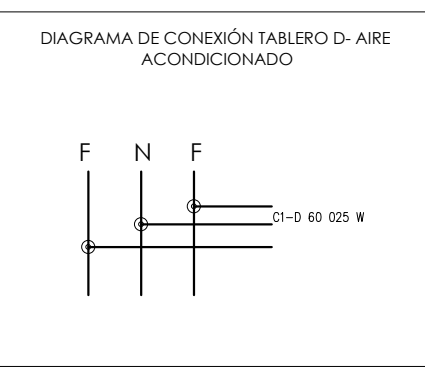 DIAGRAMA DE CONEXIÓN TABLERO D- AIRE
ACONDICIONADO
F N F
C1-D 60 025 W